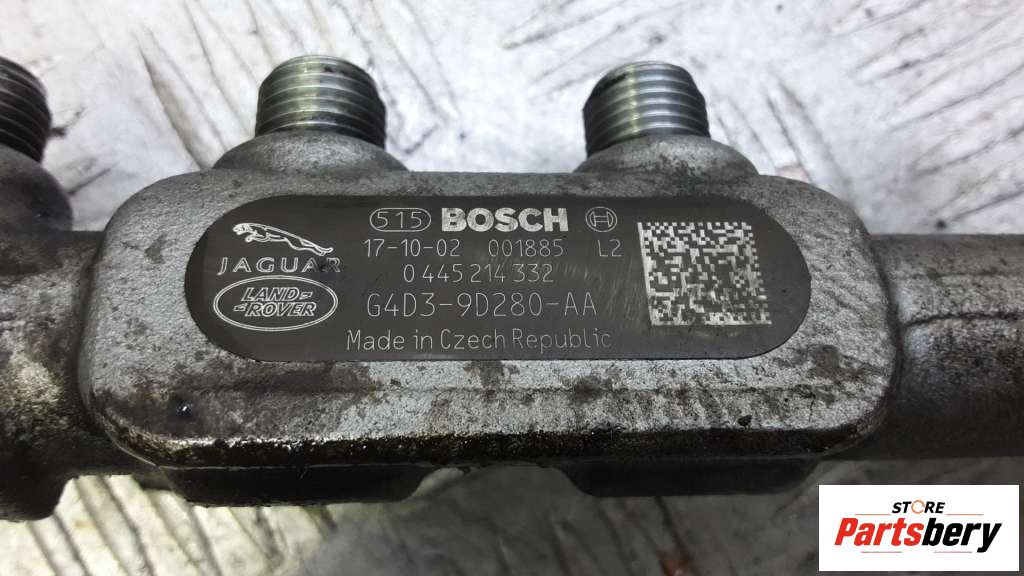 515 BOSCH
17-10-02 001885 L2
0 445 214 332
G4D3-9D280-AA
Made in Czech Republic
JAGUAR
LAND-
ROVER
STORE
Partsbery